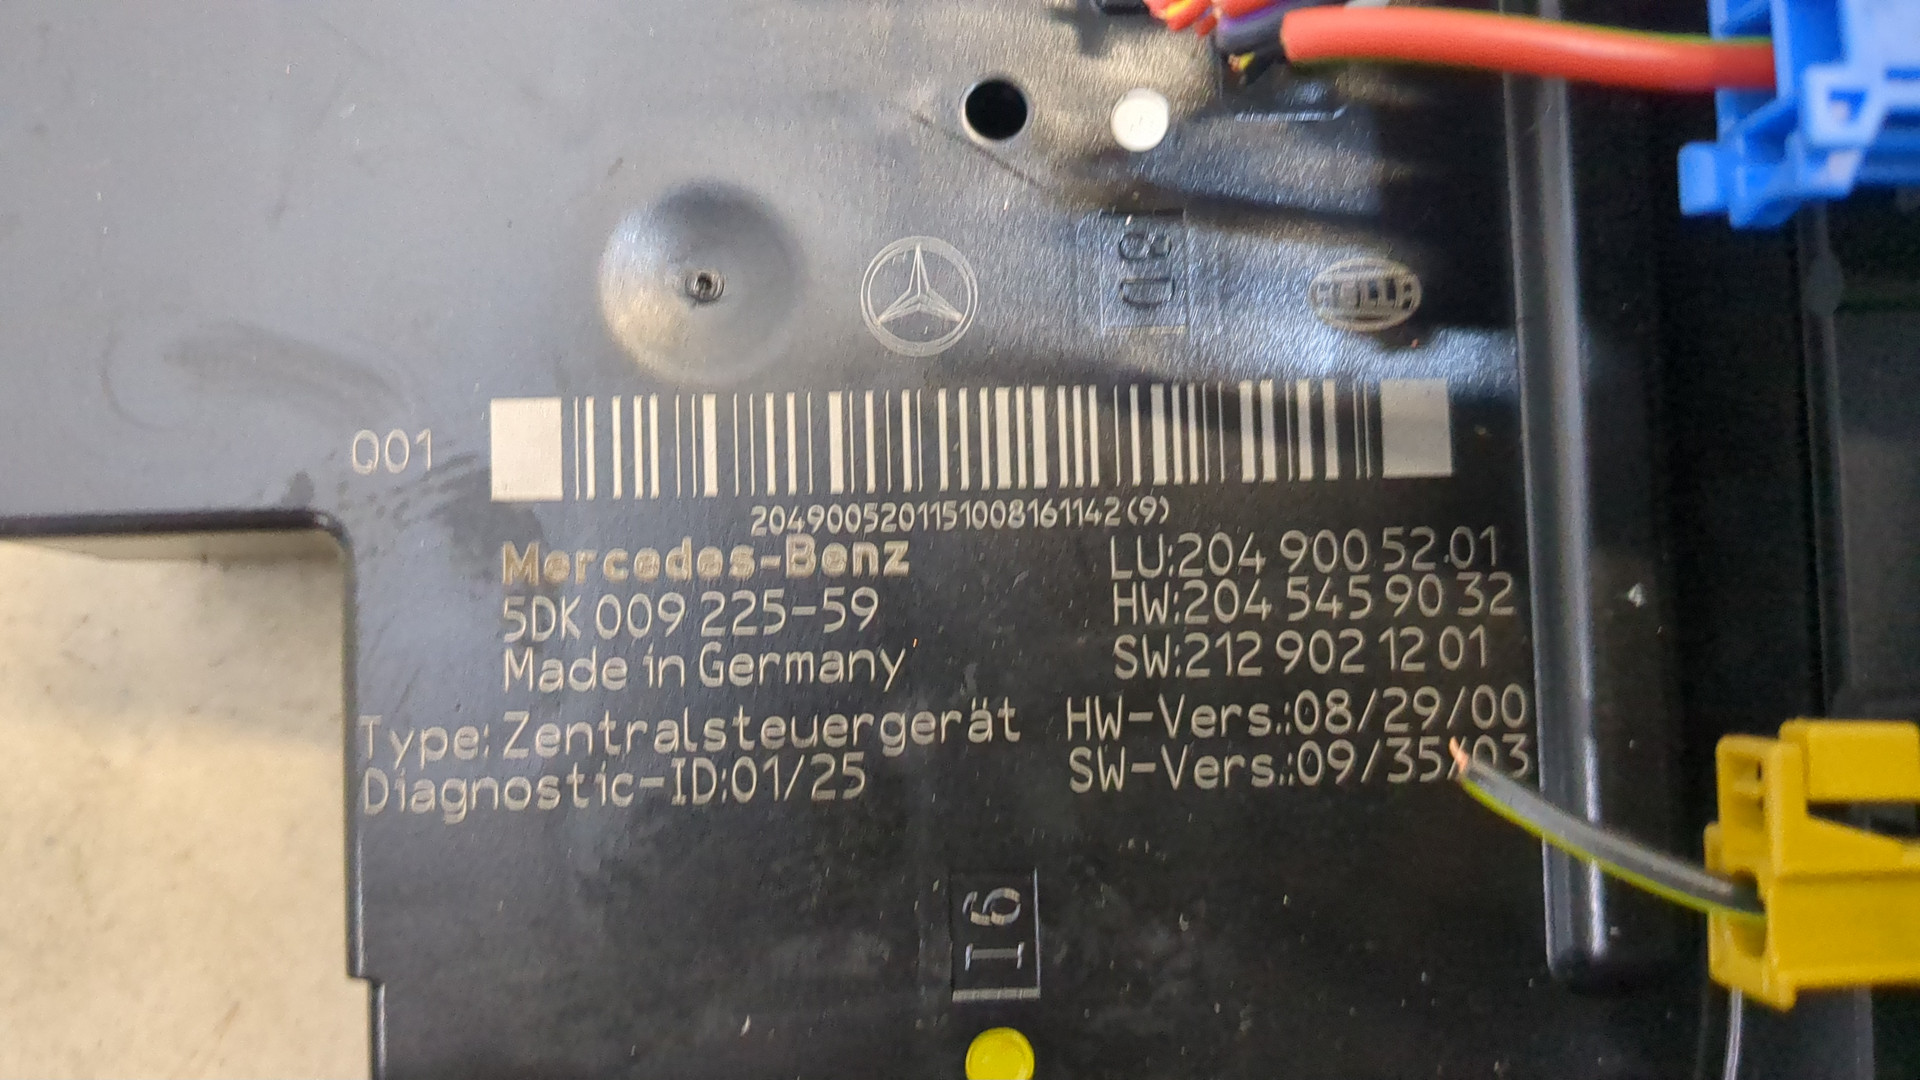 18D
HELLA
Q01
2049005201151008161142(9)
Mercedes-Benz
5DK 009 225-59
Made in Germany
LU:204 900 52 01
HW:204 545 90 32
SW:212 902 12 01
Type: Zentralsteuergerät
Diagnostic-ID:01/25
HW-Vers.:08/29/00
SW-Vers.:09/35/03
I6